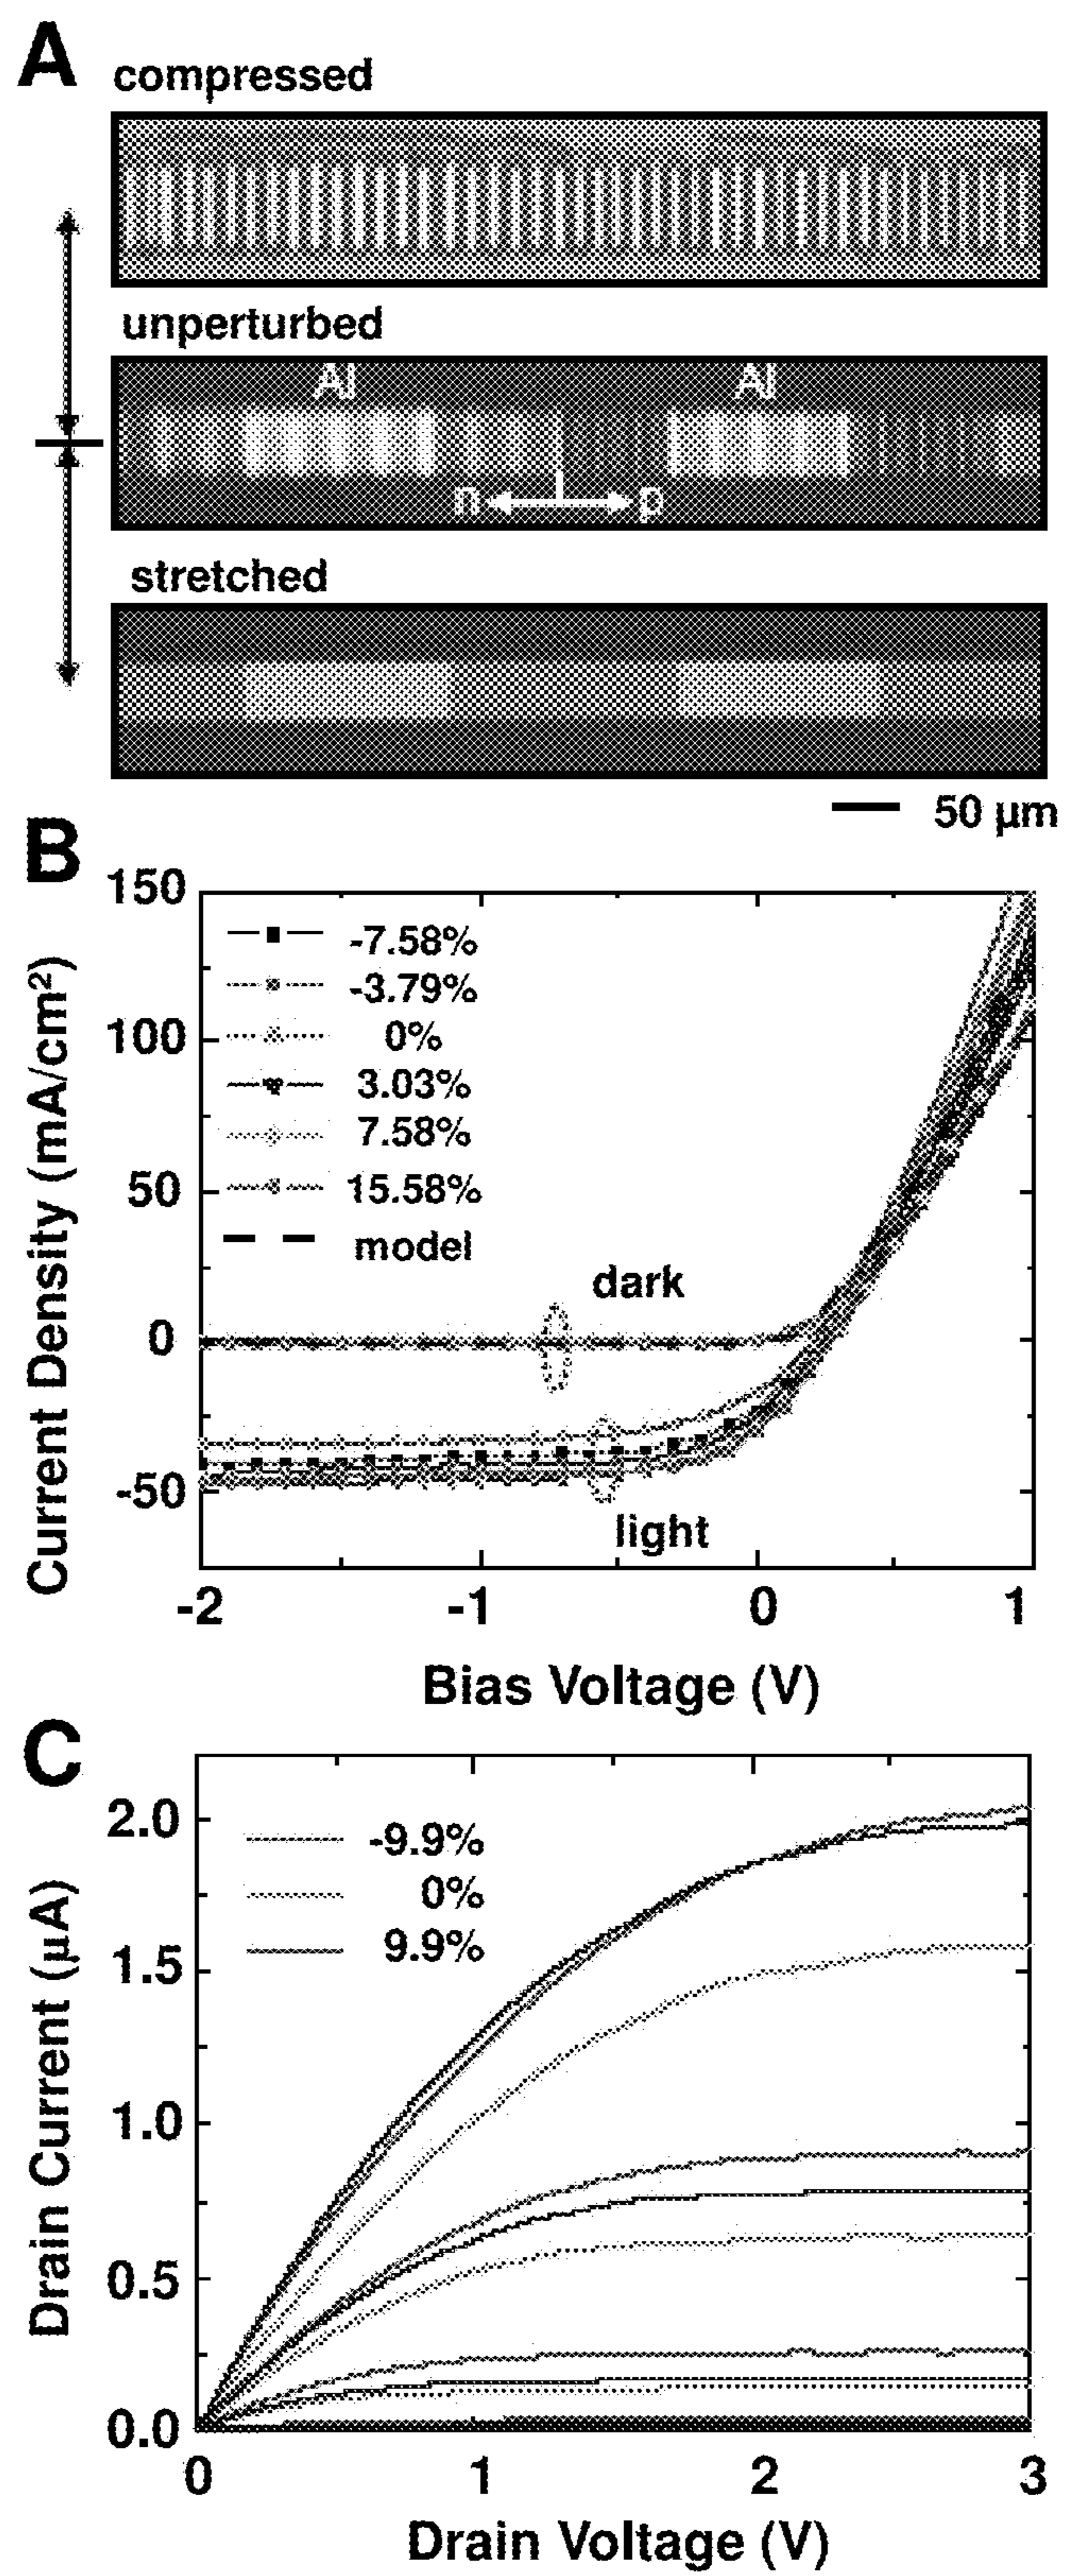 A
compressed
unperturbed
Al Al
n p
stretched
50 µm
B
150
100
50
0
-50
Current Density (mA/cm²)
-7.58%
-3.79%
0%
3.03%
7.58%
15.58%
model
dark
light
-2 -1 0 1
Bias Voltage (V)
C
2.0
1.5
1.0
0.5
0.0
Drain Current (µA)
-9.9%
0%
9.9%
0 1 2 3
Drain Voltage (V)